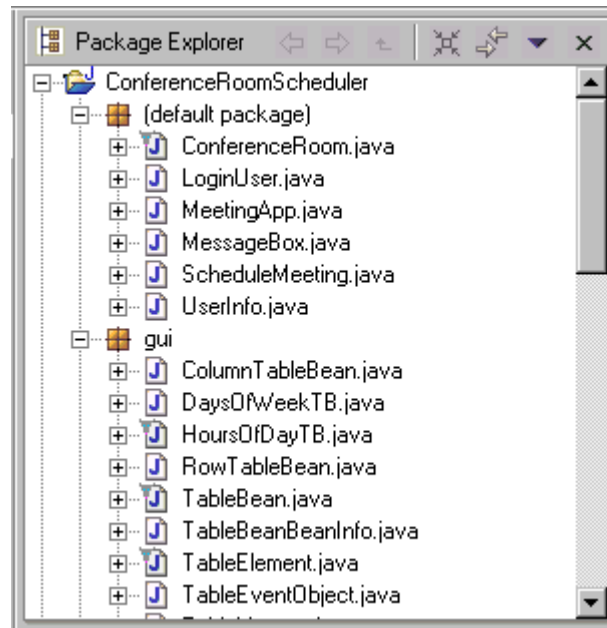 Package Explorer
ConferenceRoomScheduler
(default package)
ConferenceRoom.java
LoginUser.java
MeetingApp.java
MessageBox.java
ScheduleMeeting.java
UserInfo.java
gui
ColumnTableBean.java
DaysOfWeekTB.java
HoursOfDayTB.java
RowTableBean.java
TableBean.java
TableBeanBeanInfo.java
TableElement.java
TableEventObject.java